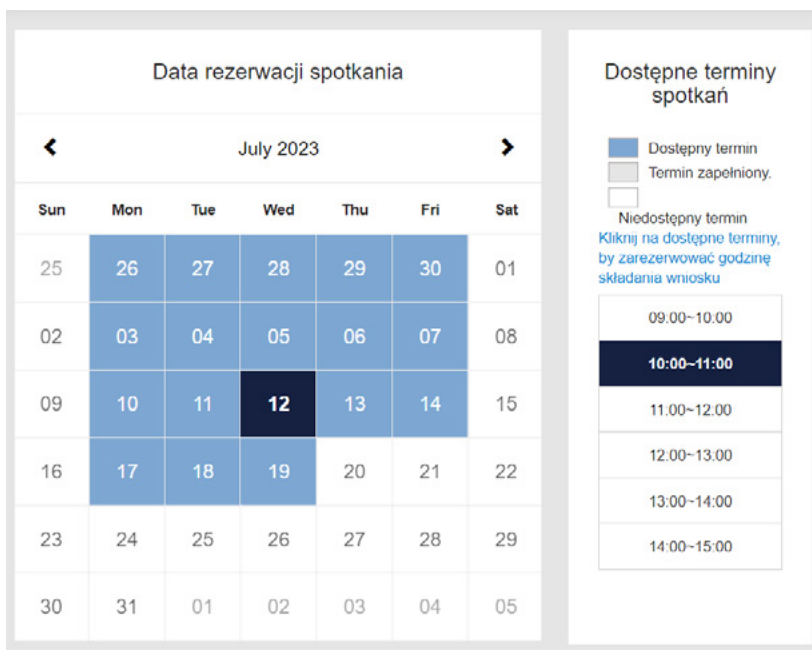 Data rezerwacji spotkania
July 2023
Sun Mon Tue Wed Thu Fri Sat
25 26 27 28 29 30 01
02 03 04 05 06 07 08
09 10 11 12 13 14 15
16 17 18 19 20 21 22
23 24 25 26 27 28 29
30 31 01 02 03 04 05
Dostępne terminy
spotkań
Dostępny termin
Termin zapełniony.
Niedostępny termin
Kliknij na dostępne terminy,
by zarezerwować godzinę
składania wniosku
09:00~10:00
10:00~11:00
11:00~12:00
12:00~13:00
13:00~14:00
14:00~15:00